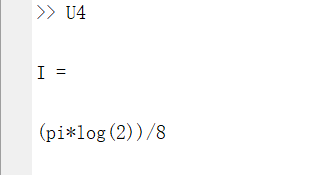 >> U4
I =
(pi*log(2))/8